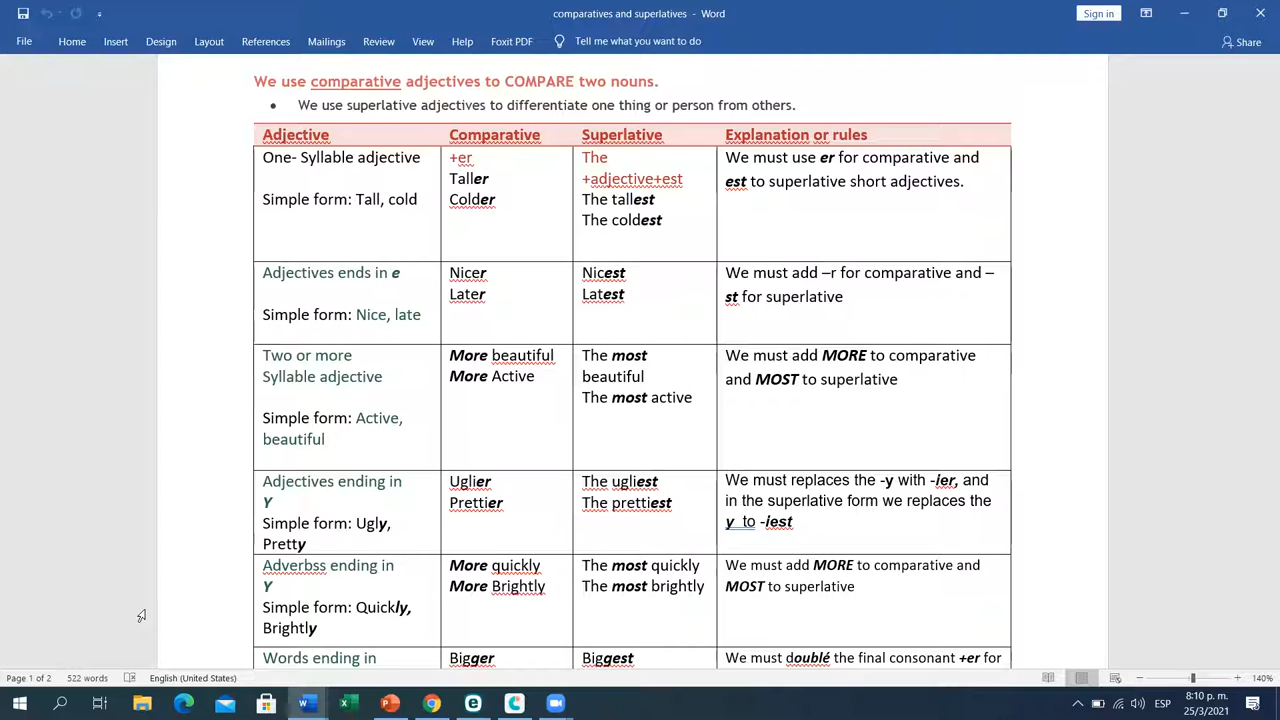 comparatives and superlatives - Word
Sign in
File Home Insert Design Layout References Mailings Review View Help Foxit PDF Tell me what you want to do Share
We use comparative adjectives to COMPARE two nouns.
• We use superlative adjectives to differentiate one thing or person from others.
Adjective Comparative Superlative Explanation or rules
One- Syllable adjective
Simple form: Tall, cold
+er
Taller
Colder
The
+adjective+est
The tallest
The coldest
We must use er for comparative and
est to superlative short adjectives.
Adjectives ends in e
Simple form: Nice, late
Nicer
Later
Nicest
Latest
We must add –r for comparative and –
st for superlative
Two or more
Syllable adjective
Simple form: Active,
beautiful
More beautiful
More Active
The most
beautiful
The most active
We must add MORE to comparative
and MOST to superlative
Adjectives ending in
Y
Simple form: Ugly,
Pretty
Uglier
Prettier
The ugliest
The prettiest
We must replaces the -y with -ier, and
in the superlative form we replaces the
y to -iest
Adverbss ending in
Y
Simple form: Quickly,
Brightly
More quickly
More Brightly
The most quickly
The most brightly
We must add MORE to comparative and
MOST to superlative
Words ending in
Bigger
Biggest
We must doublé the final consonant +er for
Page 1 of 2 522 words English (United States) 140%
ESP
8:10 p. m.
25/3/2021